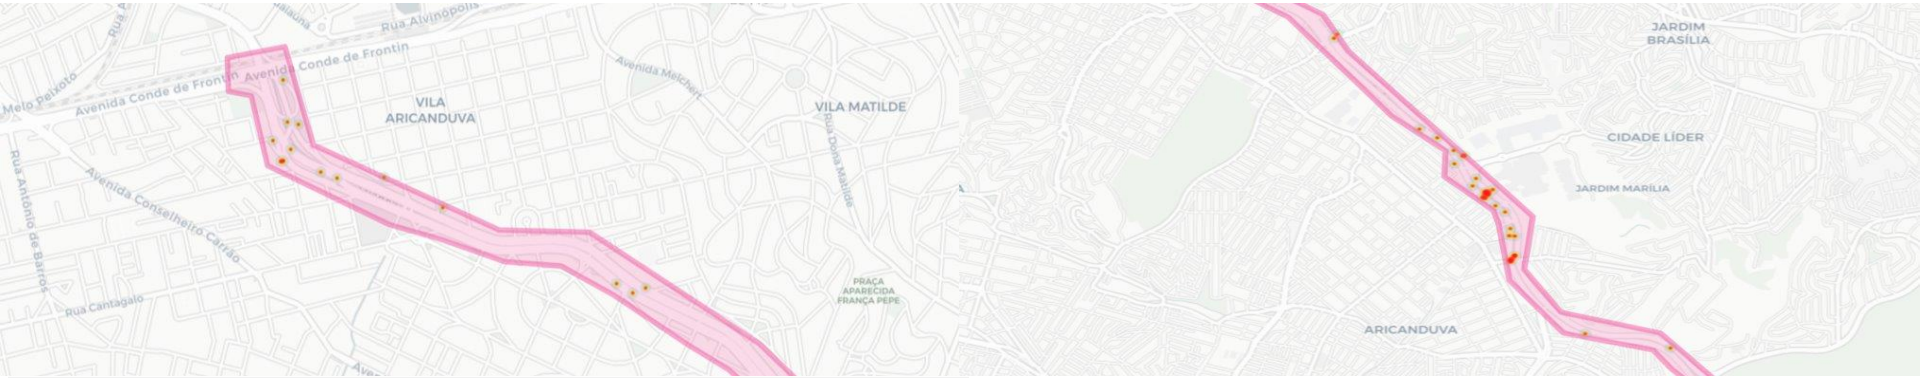 Rua Alvinópolis
Avenida Conde de Frontin
Avenida Conde de Frontin
Melo Peixoto
Avenida Melchert
VILA
ARICANDUVA
VILA MATILDE
Rua Dona Matilde
Rua Antônio de Barros
Avenida Conselheiro Carrão
Rua Cantagalo
PRAÇA
APARECIDA
FRANÇA PEPE
JARDIM
BRASÍLIA
CIDADE LÍDER
JARDIM MARÍLIA
ARICANDUVA